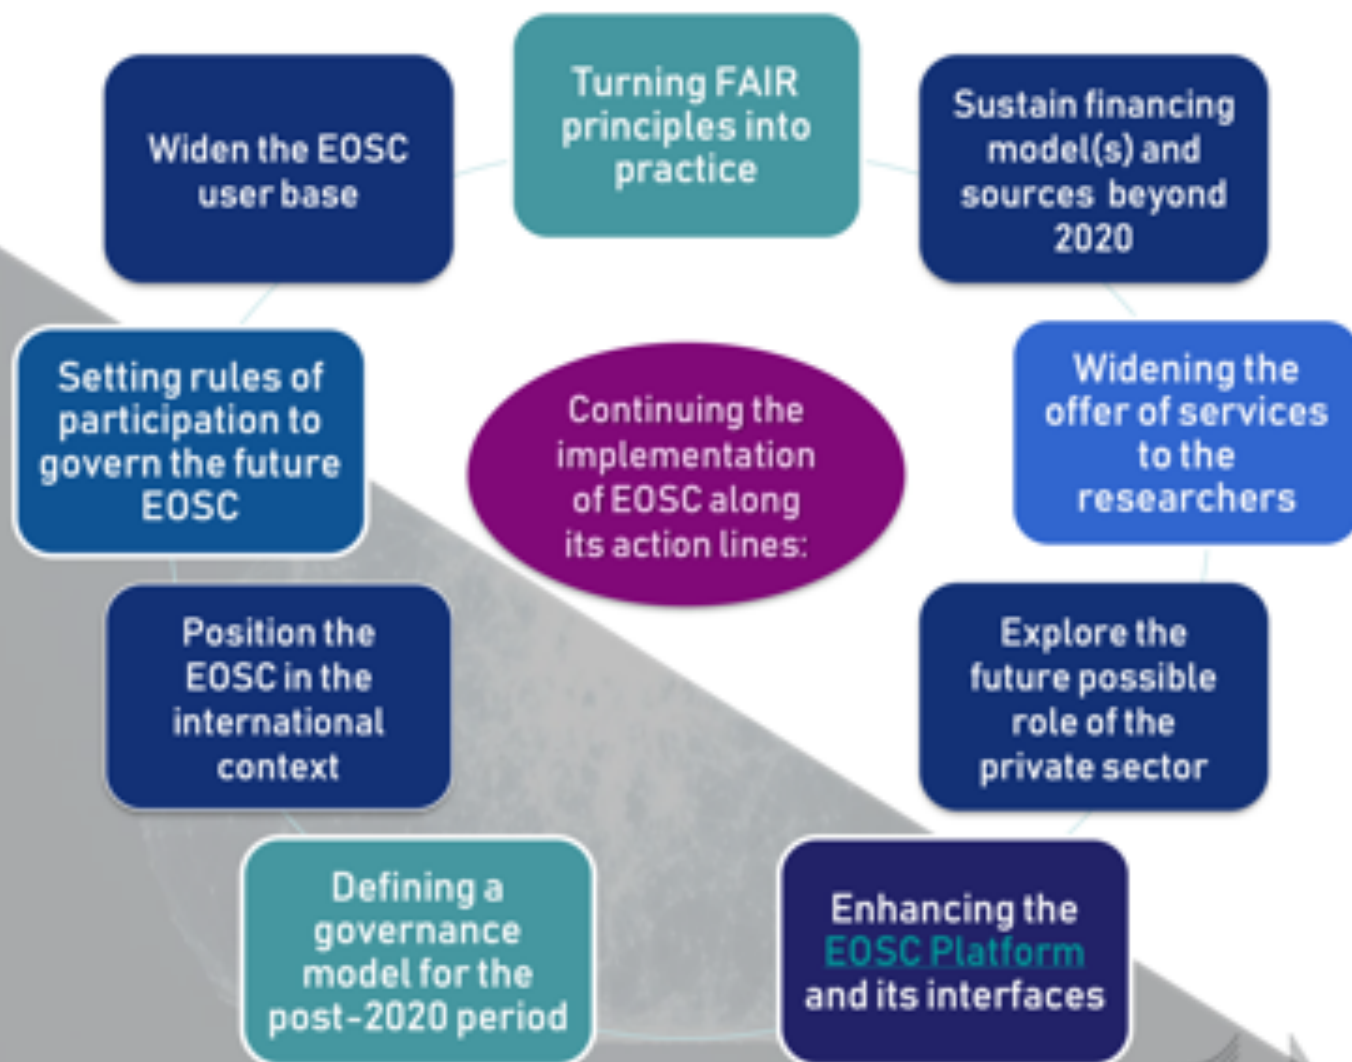 Turning FAIR
principles into
practice
Sustain financing
model(s) and
sources beyond
2020
Widening the
offer of services
to the
researchers
Explore the
future possible
role of the
private sector
Enhancing the
EOSC Platform
and its interfaces
Defining a
governance
model for the
post-2020 period
Position the
EOSC in the
international
context
Setting rules of
participation to
govern the future
EOSC
Widen the EOSC
user base
Continuing the
implementation
of EOSC along
its action lines: